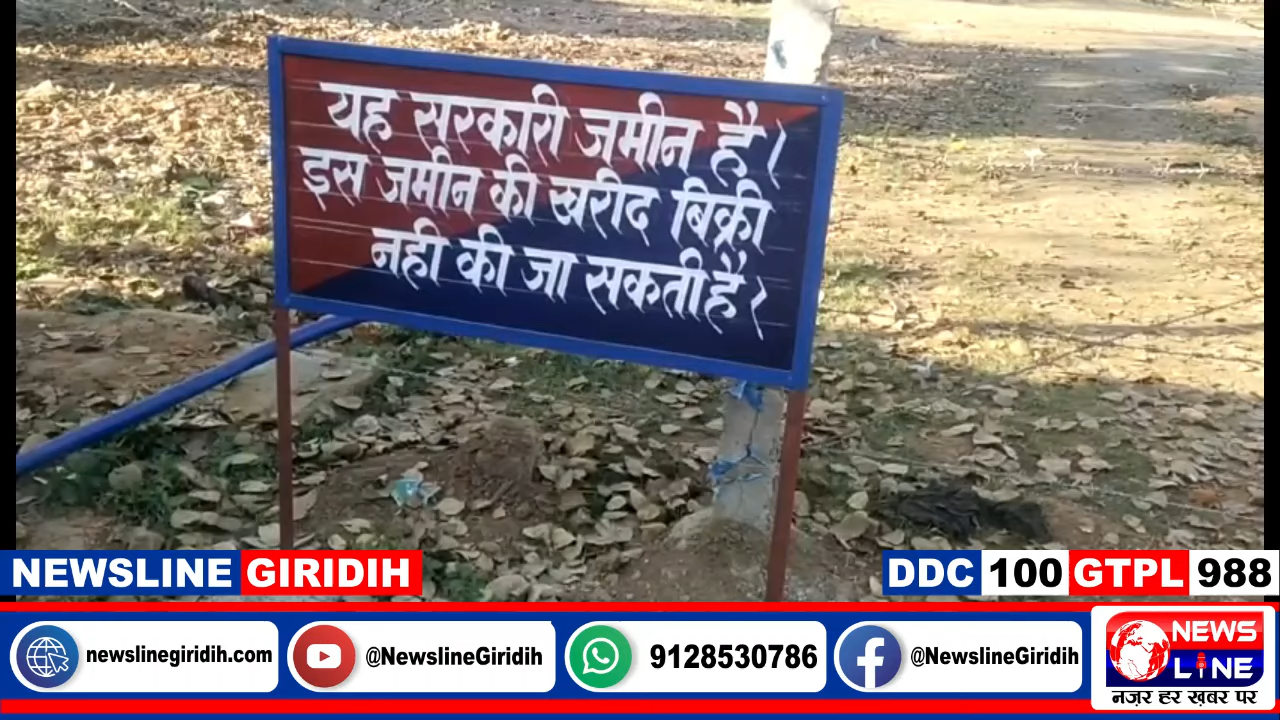 यह सरकारी जमीन है।
इस जमीन की खरीद बिक्री
नही की जा सकती है।
NEWSLINE GIRIDIH
DDC 100 GTPL 988
newslinegiridih.com
@NewslineGiridih
9128530786
@NewslineGiridih
NEWS
LINE
नज़र हर ख़बर पर